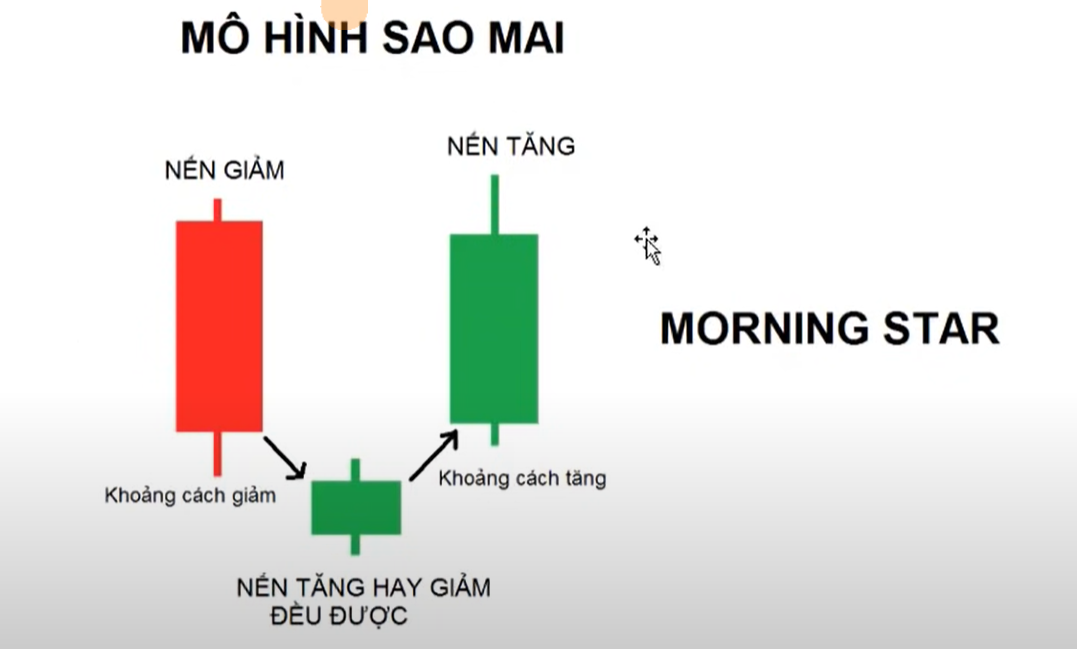 MÔ HÌNH SAO MAI
NẾN GIẢM
NẾN TĂNG
MORNING STAR
Khoảng cách giảm
Khoảng cách tăng
NẾN TĂNG HAY GIẢM
ĐỀU ĐƯỢC